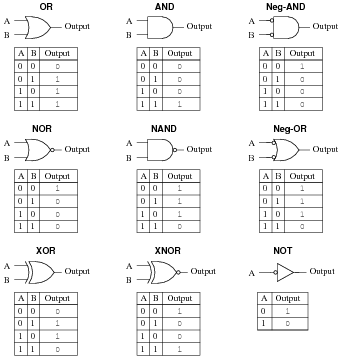 OR
A
B
Output
A B Output
0 0 0
0 1 1
1 0 1
1 1 1
AND
A
B
Output
A B Output
0 0 0
0 1 0
1 0 0
1 1 1
Neg-AND
A
B
Output
A B Output
0 0 1
0 1 0
1 0 0
1 1 0
NOR
A
B
Output
A B Output
0 0 1
0 1 0
1 0 0
1 1 0
NAND
A
B
Output
A B Output
0 0 1
0 1 1
1 0 1
1 1 0
Neg-OR
A
B
Output
A B Output
0 0 1
0 1 1
1 0 1
1 1 0
XOR
A
B
Output
A B Output
0 0 0
0 1 1
1 0 1
1 1 0
XNOR
A
B
Output
A B Output
0 0 1
0 1 0
1 0 0
1 1 1
NOT
A
Output
A Output
0 1
1 0